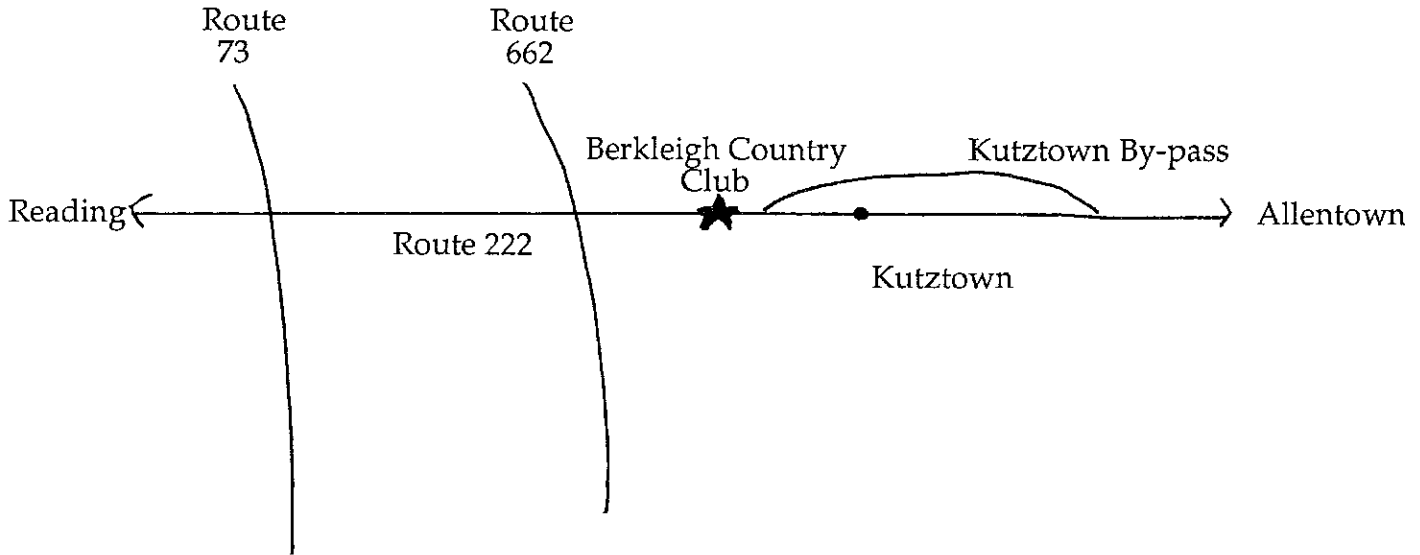 Route
73
Route
662
Berkleigh Country
Club
Kutztown By-pass
Reading
Allentown
Route 222
Kutztown